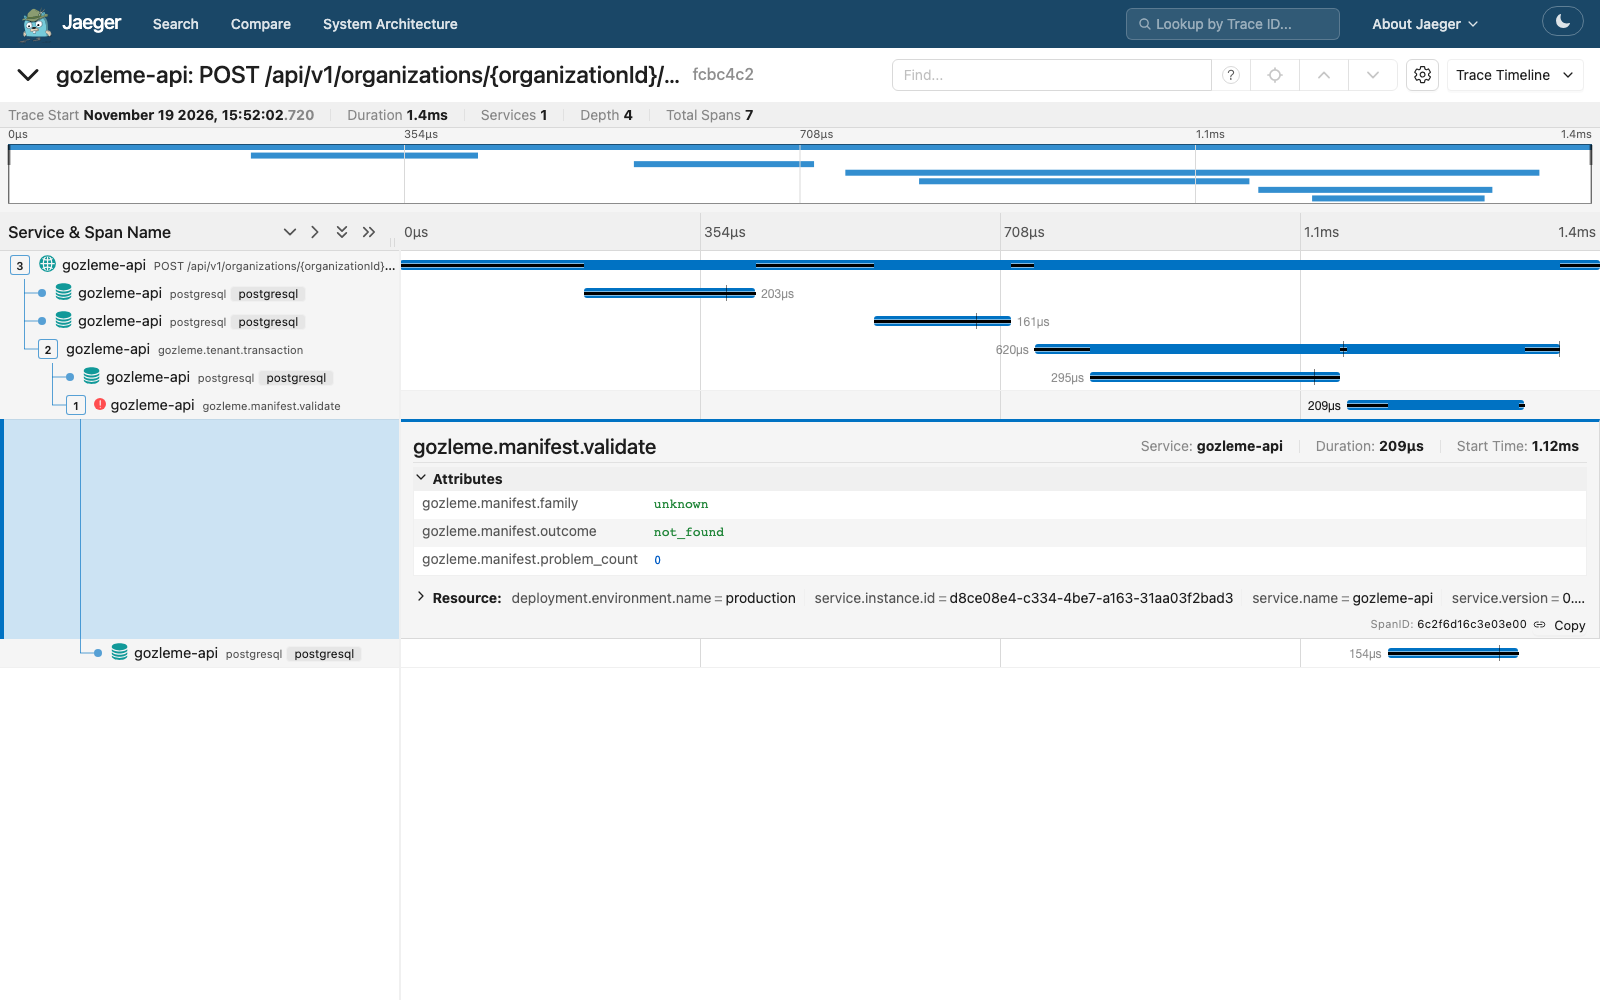 Jaeger Search Compare System Architecture Lookup by Trace ID... About Jaeger
gozleme-api: POST /api/v1/organizations/{organizationId}/... fcbc4c2 Find... ? Trace Timeline
Trace Start November 19 2026, 15:52:02.720 Duration 1.4ms Services 1 Depth 4 Total Spans 7
0μs 354μs 708μs 1.1ms 1.4ms
Service & Span Name 0μs 354μs 708μs 1.1ms 1.4ms
3 gozleme-api POST /api/v1/organizations/{organizationId}...
gozleme-api postgresql postgresql 203μs
gozleme-api postgresql postgresql 161μs
2 gozleme-api gozleme.tenant.transaction 620μs
gozleme-api postgresql postgresql 295μs
1 gozleme-api gozleme.manifest.validate 209μs
gozleme.manifest.validate Service: gozleme-api Duration: 209μs Start Time: 1.12ms
Attributes
gozleme.manifest.family unknown
gozleme.manifest.outcome not_found
gozleme.manifest.problem_count 0
Resource: deployment.environment.name = production service.instance.id = d8ce08e4-c334-4be7-a163-31aa03f2bad3 service.name = gozleme-api service.version = 0....
SpanID: 6c2f6d16c3e03e00 Copy
gozleme-api postgresql postgresql 154μs